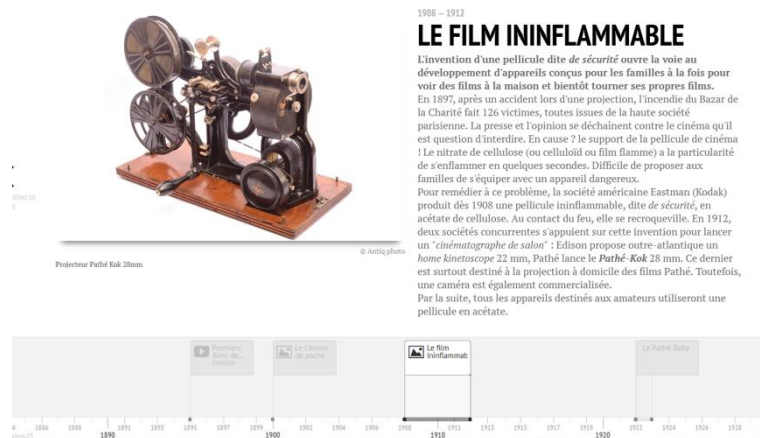 1908 – 1912
LE FILM ININFLAMMABLE
L'invention d'une pellicule dite de sécurité ouvre la voie au
développement d'appareils conçus pour les familles à la fois pour
voir des films à la maison et bientôt tourner ses propres films.
En 1897, après un accident lors d'une projection, l'incendie du Bazar de
la Charité fait 126 victimes, toutes issues de la haute société
parisienne. La presse et l'opinion se déchaînent contre le cinéma qu'il
est question d'interdire. En cause ? le support de la pellicule de cinéma
! Le nitrate de cellulose (ou celluloïd ou film flamme) a la particularité
de s'enflammer en quelques secondes. Difficile de proposer aux
familles de s'équiper avec un appareil dangereux.
Pour remédier à ce problème, la société américaine Eastman (Kodak)
produit dès 1908 une pellicule ininflammable, dite de sécurité, en
acétate de cellulose. Au contact du feu, elle se recroqueville. En 1912,
deux sociétés concurrentes s'appuient sur cette invention pour lancer
un "cinématographe de salon" : Edison propose outre-atlantique un
home kinetoscope 22 mm, Pathé lance le Pathé-Kok 28 mm. Ce dernier
est surtout destiné à la projection à domicile des films Pathé. Toutefois,
une caméra est également commercialisée.
Par la suite, tous les appareils destinés aux amateurs utiliseront une
pellicule en acétate.
© Antiq photo
Projecteur Pathé Kok 28mm
Premiers
films de...
famille
Le Chrono
de poche
Le film
ininflammab
Le Pathé-Baby
1886 1888 1891 1893 1895 1897 1900 1902 1904 1906 1908 1911 1913 1915 1917 1919 1922 1924 1926 1928
1890 1900 1910 1920